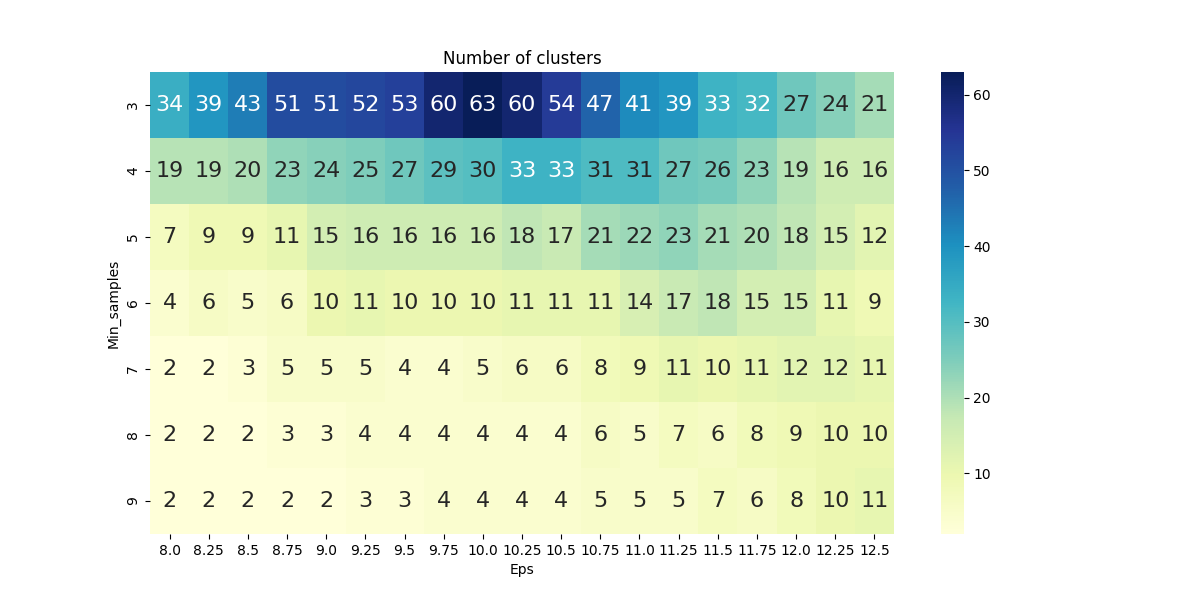 Number of clusters
3 34 39 43 51 51 52 53 60 63 60 54 47 41 39 33 32 27 24 21
4 19 19 20 23 24 25 27 29 30 33 33 31 31 27 26 23 19 16 16
5 7 9 9 11 15 16 16 16 16 18 17 21 22 23 21 20 18 15 12
6 4 6 5 6 10 11 10 10 10 11 11 11 14 17 18 15 15 11 9
7 2 2 3 5 5 5 4 4 5 6 6 8 9 11 10 11 12 12 11
8 2 2 2 3 3 4 4 4 4 4 4 6 5 7 6 8 9 10 10
9 2 2 2 2 2 3 3 4 4 4 4 5 5 5 7 6 8 10 11
8.0 8.25 8.5 8.75 9.0 9.25 9.5 9.75 10.0 10.25 10.5 10.75 11.0 11.25 11.5 11.75 12.0 12.25 12.5
Eps
Min_samples
60
50
40
30
20
10